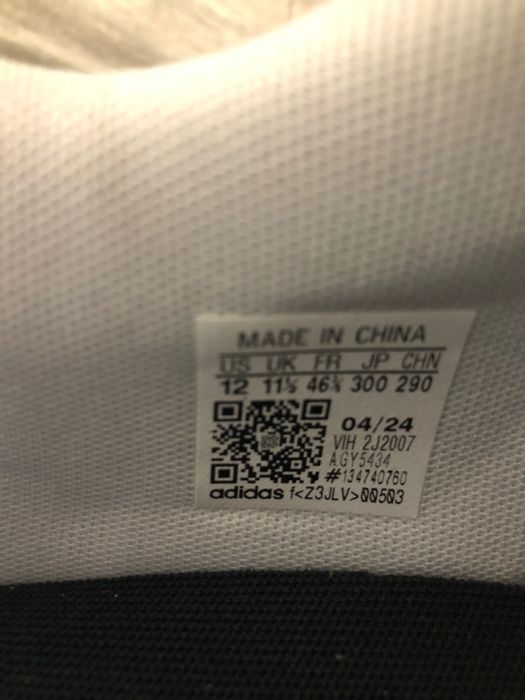 MADE IN CHINA
US UK FR JP CHN
12 11½ 46⅔ 300 290
04/24
VIH 2J2007
A.GY5434
#134740760
adidas f<Z3JLV>00503